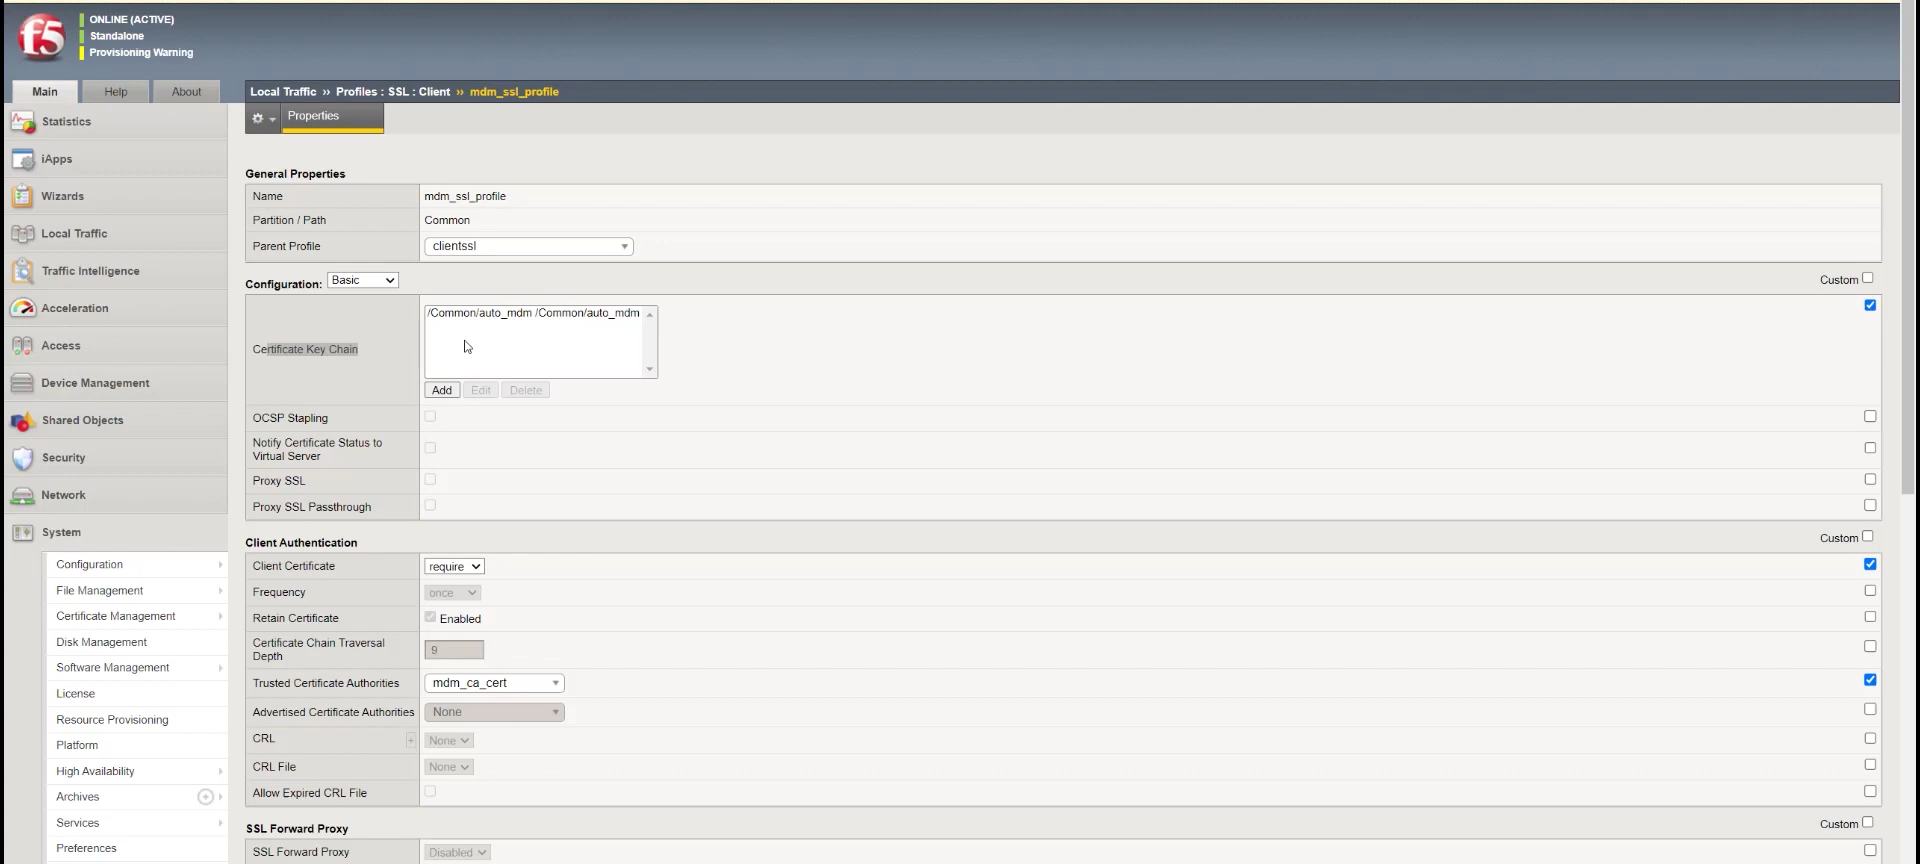 f5
ONLINE (ACTIVE)
Standalone
Provisioning Warning
Main Help About
Local Traffic ›› Profiles : SSL : Client ›› mdm_ssl_profile
Properties
Statistics
iApps
Wizards
Local Traffic
Traffic Intelligence
Acceleration
Access
Device Management
Shared Objects
Security
Network
System
Configuration
File Management
Certificate Management
Disk Management
Software Management
License
Resource Provisioning
Platform
High Availability
Archives
Services
Preferences
General Properties
Name mdm_ssl_profile
Partition / Path Common
Parent Profile clientssl
Configuration: Basic Custom
Certificate Key Chain /Common/auto_mdm /Common/auto_mdm
Add Edit Delete
OCSP Stapling
Notify Certificate Status to
Virtual Server
Proxy SSL
Proxy SSL Passthrough
Client Authentication Custom
Client Certificate require
Frequency once
Retain Certificate Enabled
Certificate Chain Traversal
Depth 9
Trusted Certificate Authorities mdm_ca_cert
Advertised Certificate Authorities None
CRL + None
CRL File None
Allow Expired CRL File
SSL Forward Proxy Custom
SSL Forward Proxy Disabled